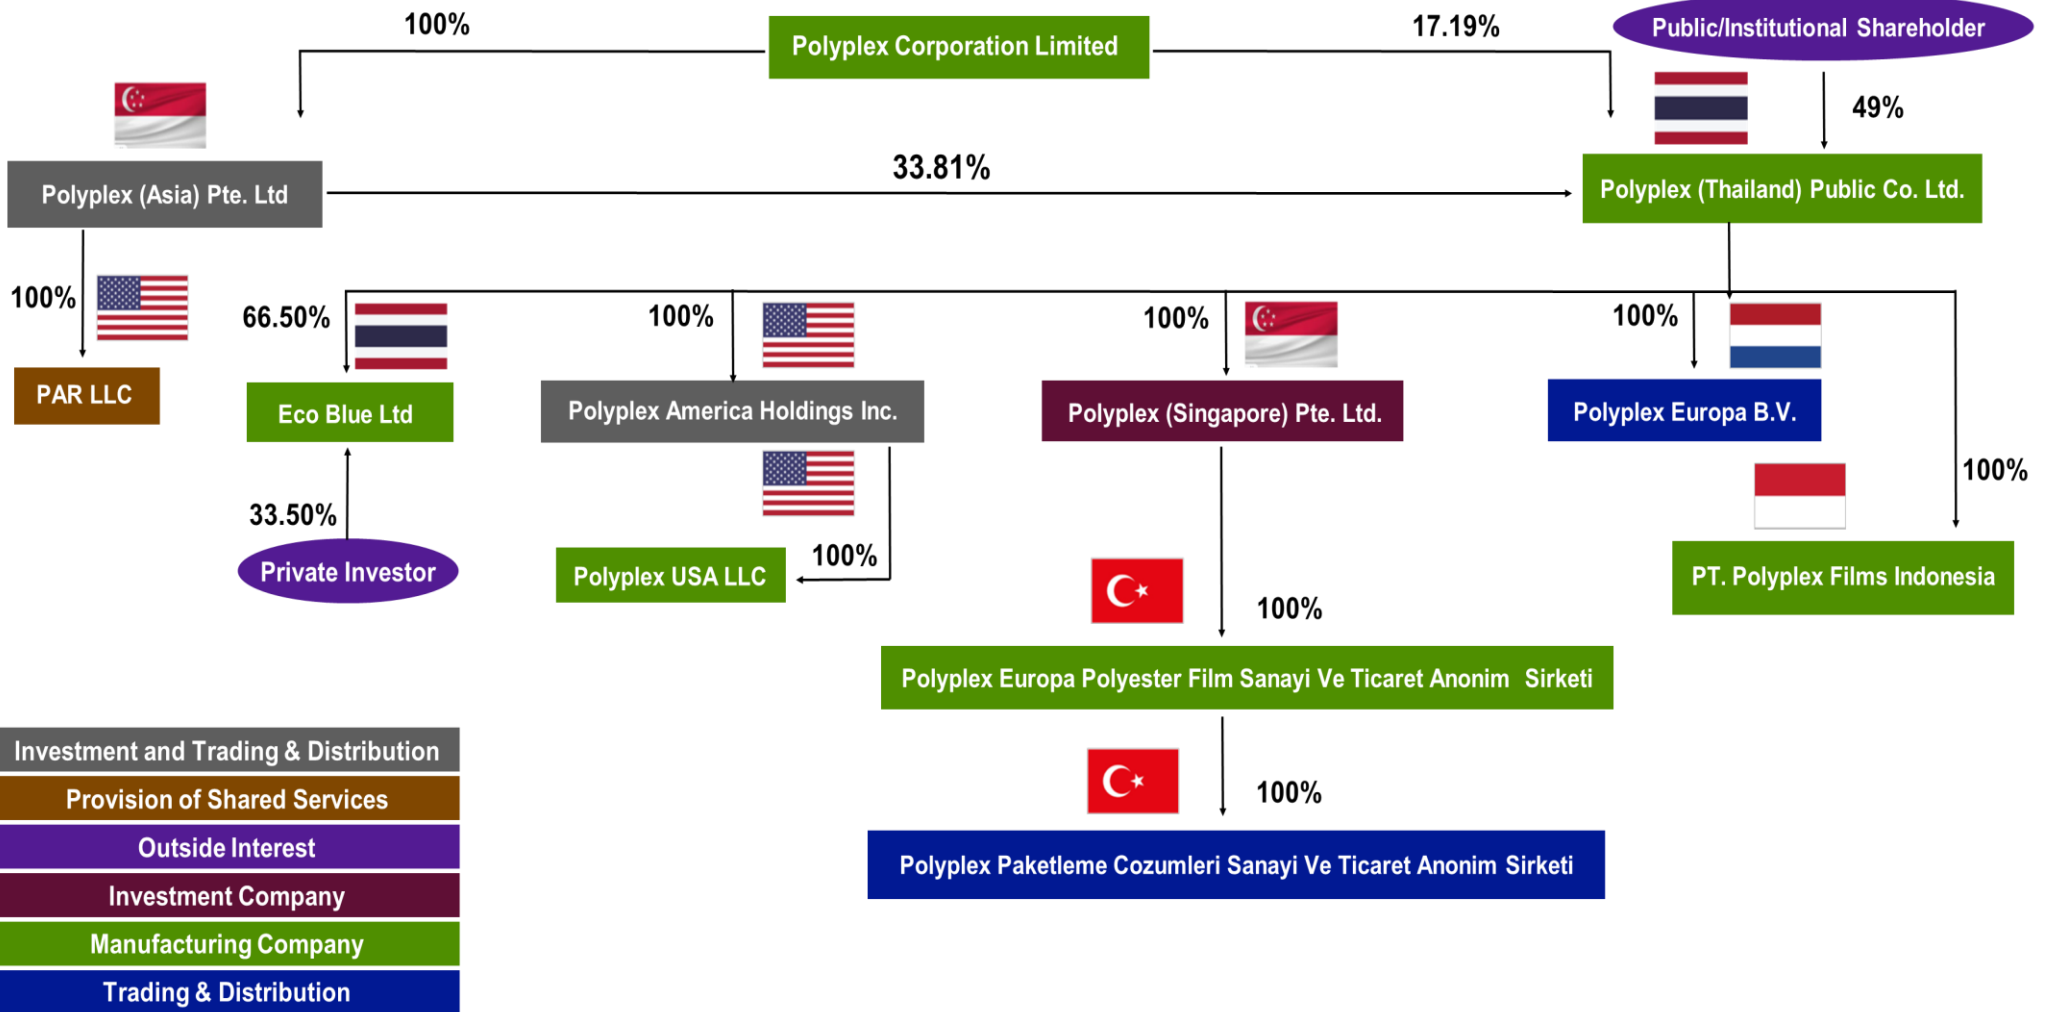 100%
Polyplex Corporation Limited
17.19%
Public/Institutional Shareholder
49%
33.81%
Polyplex (Asia) Pte. Ltd
Polyplex (Thailand) Public Co. Ltd.
100%
66.50%
100%
100%
100%
PAR LLC
Eco Blue Ltd
Polyplex America Holdings Inc.
Polyplex (Singapore) Pte. Ltd.
Polyplex Europa B.V.
100%
33.50%
Private Investor
Polyplex USA LLC
100%
PT. Polyplex Films Indonesia
100%
Polyplex Europa Polyester Film Sanayi Ve Ticaret Anonim Sirketi
100%
Polyplex Paketleme Cozumleri Sanayi Ve Ticaret Anonim Sirketi
Investment and Trading & Distribution
Provision of Shared Services
Outside Interest
Investment Company
Manufacturing Company
Trading & Distribution